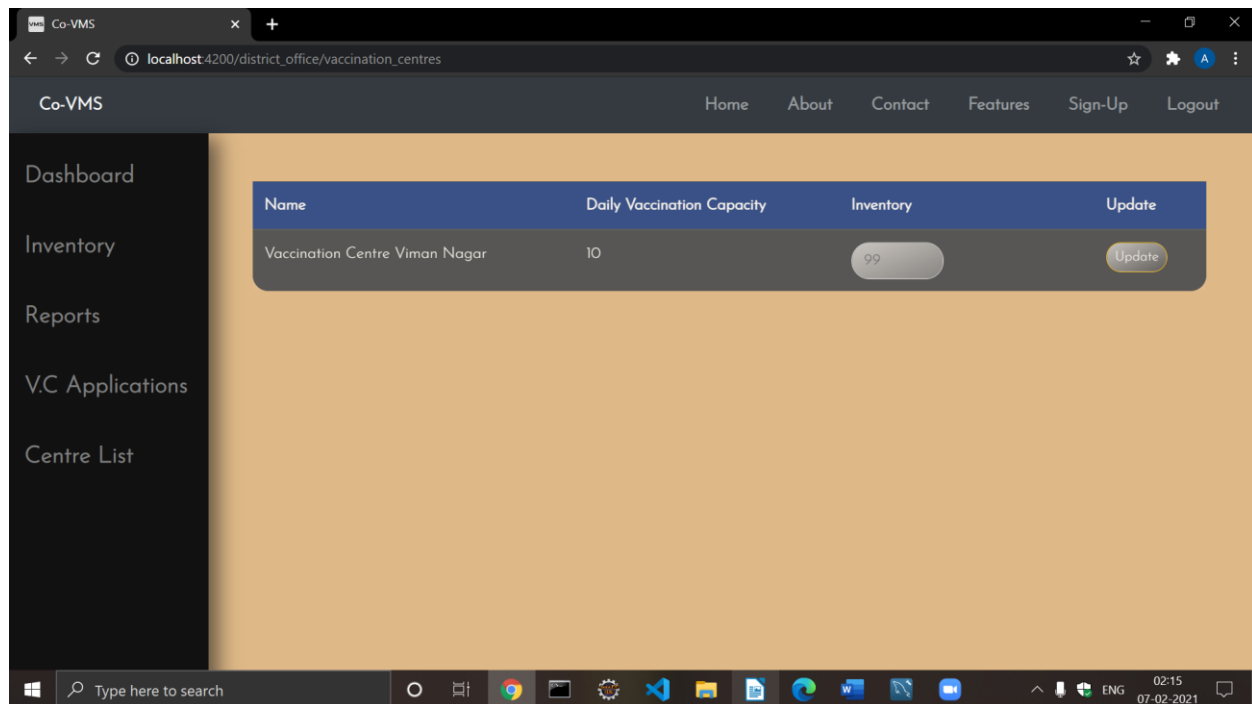 VMS Co-VMS
localhost:4200/district_office/vaccination_centres
A
Co-VMS Home About Contact Features Sign-Up Logout
Dashboard
Inventory
Reports
V.C Applications
Centre List
Name Daily Vaccination Capacity Inventory Update
Vaccination Centre Viman Nagar 10 99 Update
Type here to search
ENG
02:15
07-02-2021